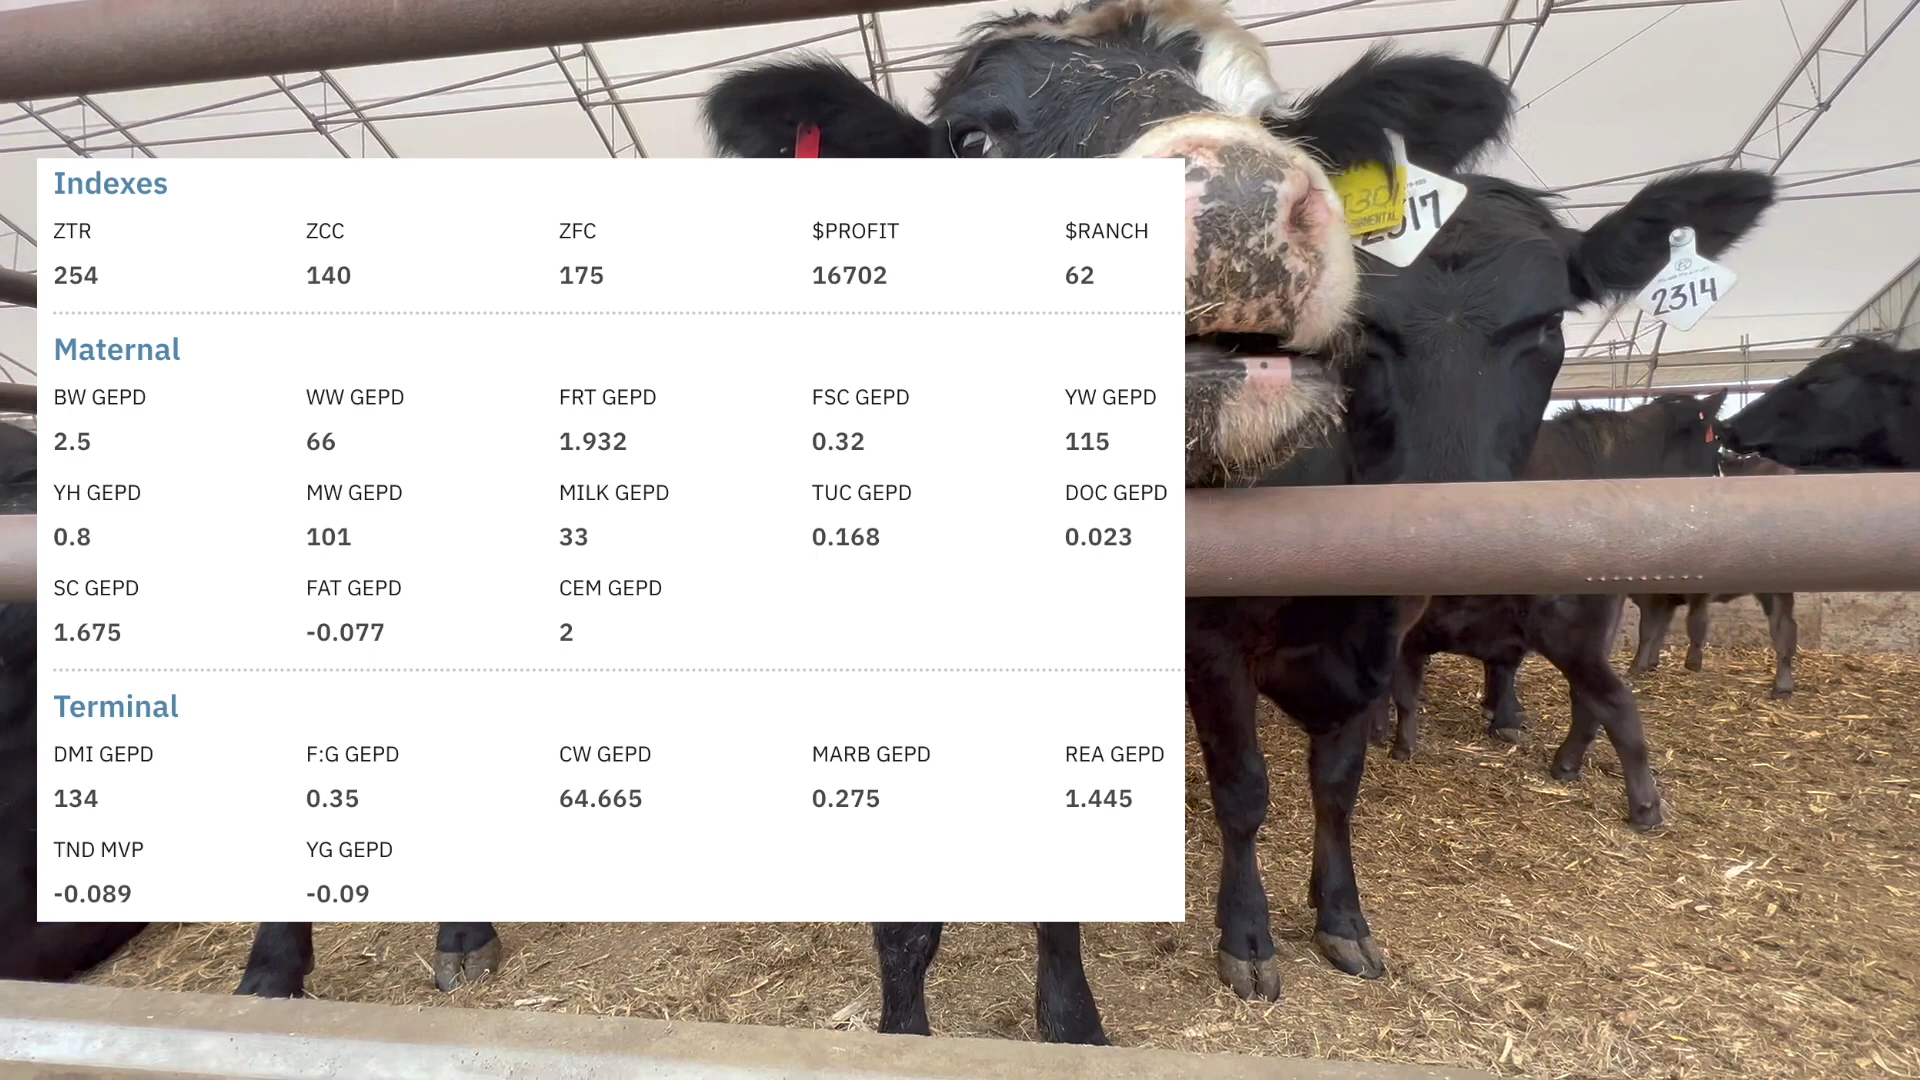 Indexes
ZTR ZCC ZFC $PROFIT $RANCH
254 140 175 16702 62
Maternal
BW GEPD WW GEPD FRT GEPD FSC GEPD YW GEPD
2.5 66 1.932 0.32 115
YH GEPD MW GEPD MILK GEPD TUC GEPD DOC GEPD
0.8 101 33 0.168 0.023
SC GEPD FAT GEPD CEM GEPD
1.675 -0.077 2
Terminal
DMI GEPD F:G GEPD CW GEPD MARB GEPD REA GEPD
134 0.35 64.665 0.275 1.445
TND MVP YG GEPD
-0.089 -0.09
2317
2314